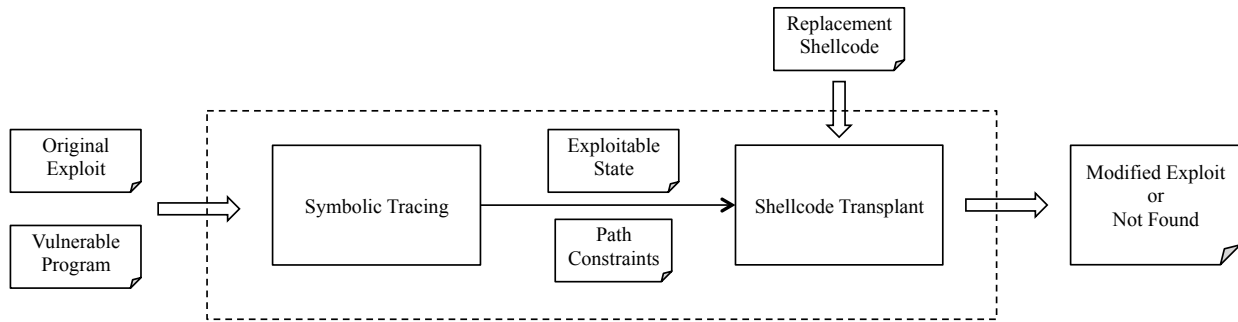 Replacement
Shellcode
Original
Exploit
Vulnerable
Program
Symbolic Tracing
Exploitable
State
Path
Constraints
Shellcode Transplant
Modified Exploit
or
Not Found